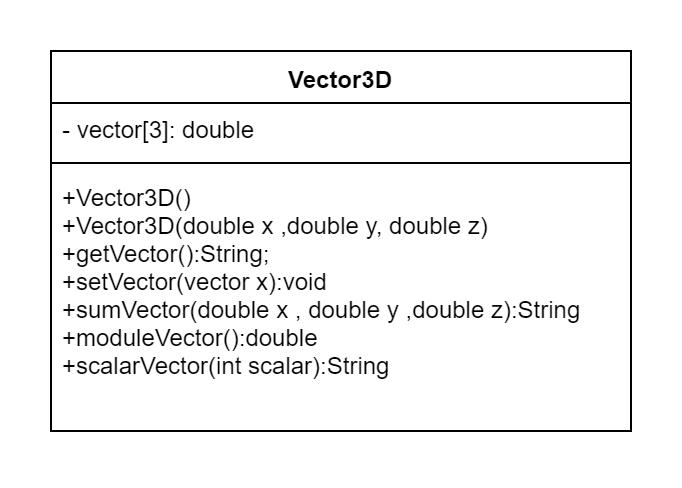 Vector3D
- vector[3]: double
+Vector3D()
+Vector3D(double x ,double y, double z)
+getVector():String;
+setVector(vector x):void
+sumVector(double x , double y ,double z):String
+moduleVector():double
+scalarVector(int scalar):String